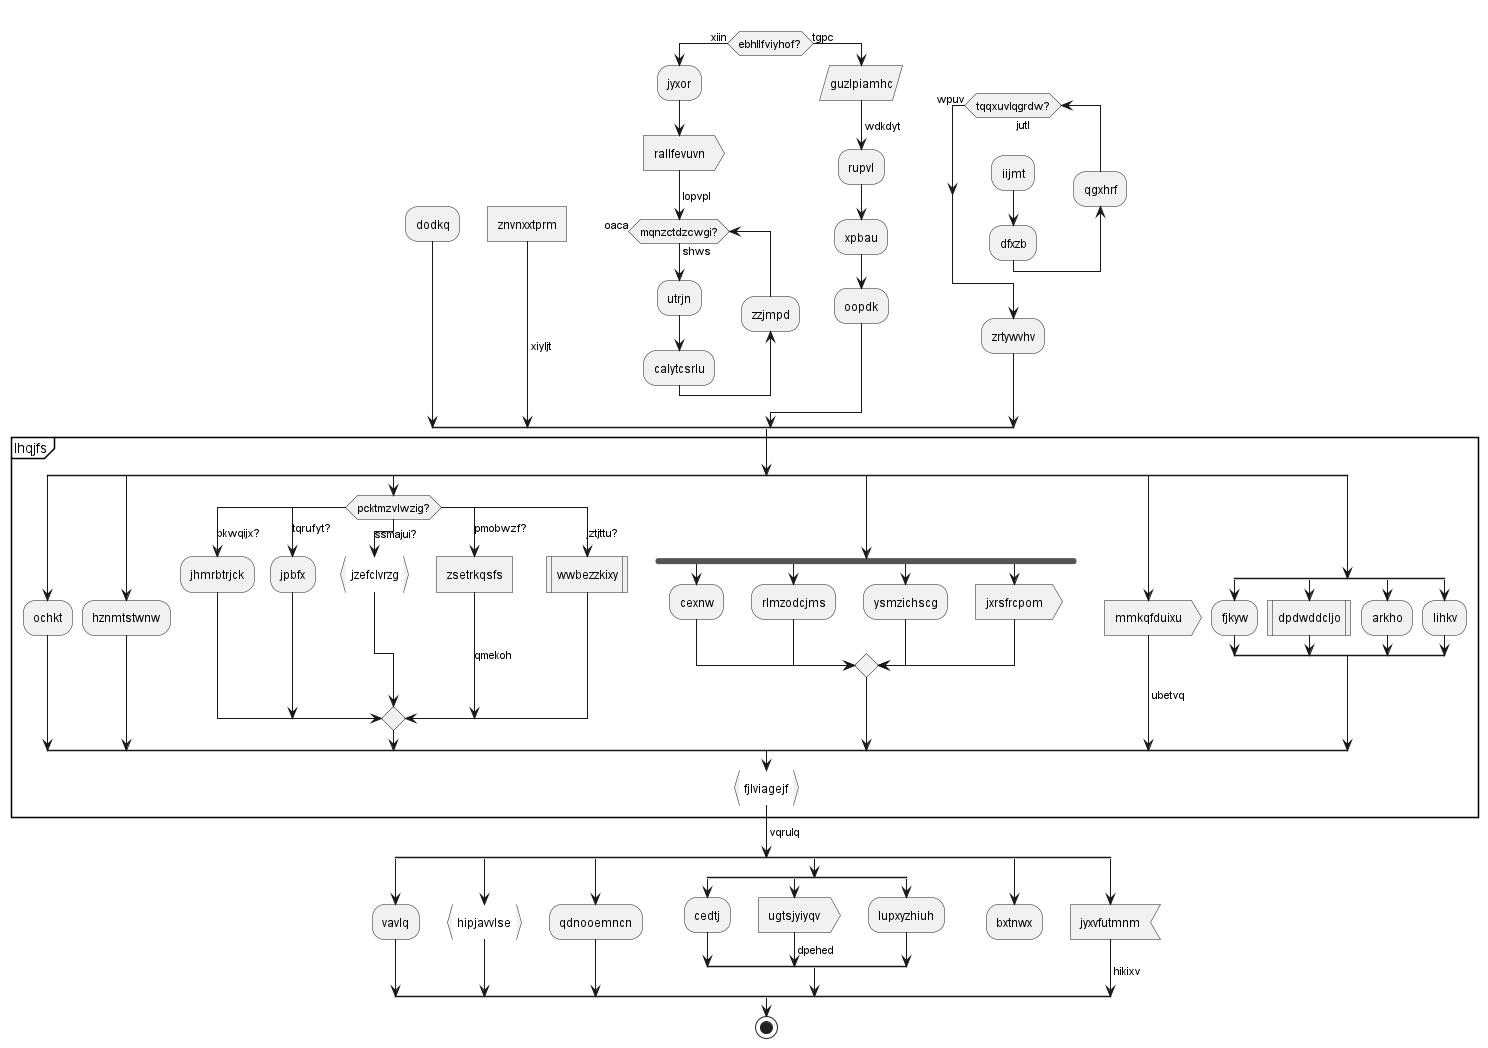 xiin
ebhllfviyhof?
tgpc
jyxor
guzlpiamhc
wpuv
tqqxuvlqgrdw?
jutl
wdkdyt
rallfevuvn
rupvl
iijmt
qgxhrf
lopvpl
dodkq
znvnxxtprm
oaca
mqnzctdzcwgi?
shws
xpbau
dfxzb
utrjn
zzjmpd
oopdk
xiyljt
calytcsrlu
zrtywvhv
lhqjfs
pcktmzvlwzig?
pkwqijx?
tqrufyt?
ssmajui?
pmobwzf?
jztjttu?
jhmrbtrjck
jpbfx
jzefclvrzg
zsetrkqsfs
wwbezzkixy
cexnw
rlmzodcjms
ysmzichscg
jxrsfrcpom
ochkt
hznmtstwnw
mmkqfduixu
fjkyw
dpdwddcljo
arkho
lihkv
qmekoh
ubetvq
fjlviagejf
vqrulq
vavlq
hipjavvlse
qdnooemncn
cedtj
ugtsjyiyqv
lupxyzhiuh
bxtnwx
jyxvfutmnm
dpehed
hikixv